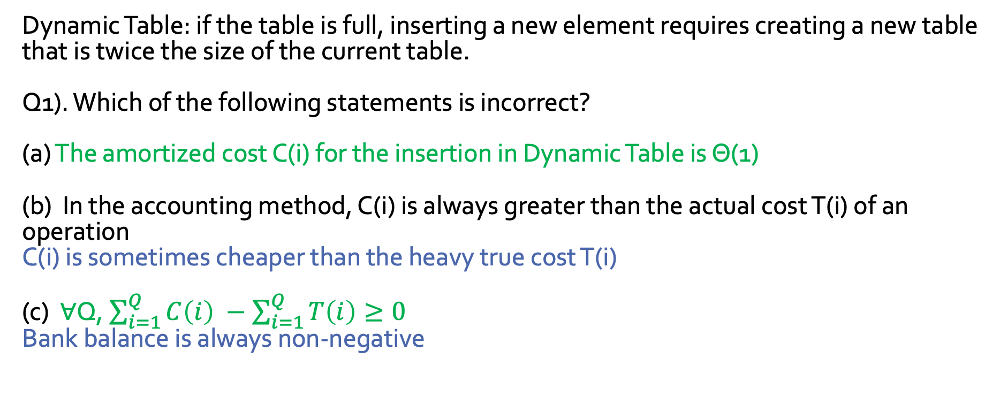 Dynamic Table: if the table is full, inserting a new element requires creating a new table
that is twice the size of the current table.
Q1). Which of the following statements is incorrect?
(a) The amortized cost C(i) for the insertion in Dynamic Table is Θ(1)
(b) In the accounting method, C(i) is always greater than the actual cost T(i) of an
operation
C(i) is sometimes cheaper than the heavy true cost T(i)
(c) ∀Q, ∑_{i=1}^{Q} C(i) − ∑_{i=1}^{Q} T(i) ≥ 0
Bank balance is always non-negative